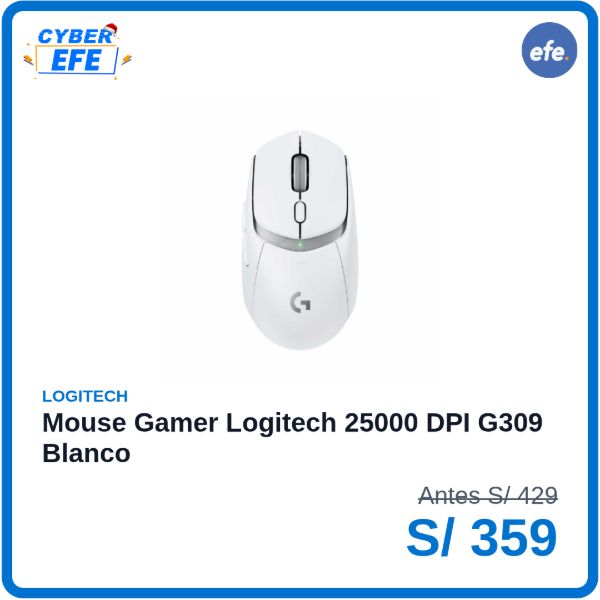 CYBER
EFE
efe.
G
LOGITECH
Mouse Gamer Logitech 25000 DPI G309
Blanco
Antes S/ 429
S/ 359